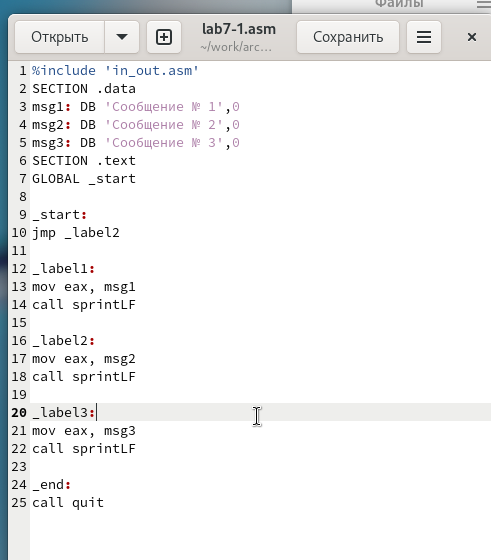 Файлы
Открыть
lab7-1.asm
~/work/arc...
Сохранить
1 %include 'in_out.asm'
2 SECTION .data
3 msg1: DB 'Сообщение № 1',0
4 msg2: DB 'Сообщение № 2',0
5 msg3: DB 'Сообщение № 3',0
6 SECTION .text
7 GLOBAL _start
8
9 _start:
10 jmp _label2
11
12 _label1:
13 mov eax, msg1
14 call sprintLF
15
16 _label2:
17 mov eax, msg2
18 call sprintLF
19
20 _label3:
21 mov eax, msg3
22 call sprintLF
23
24 _end:
25 call quit